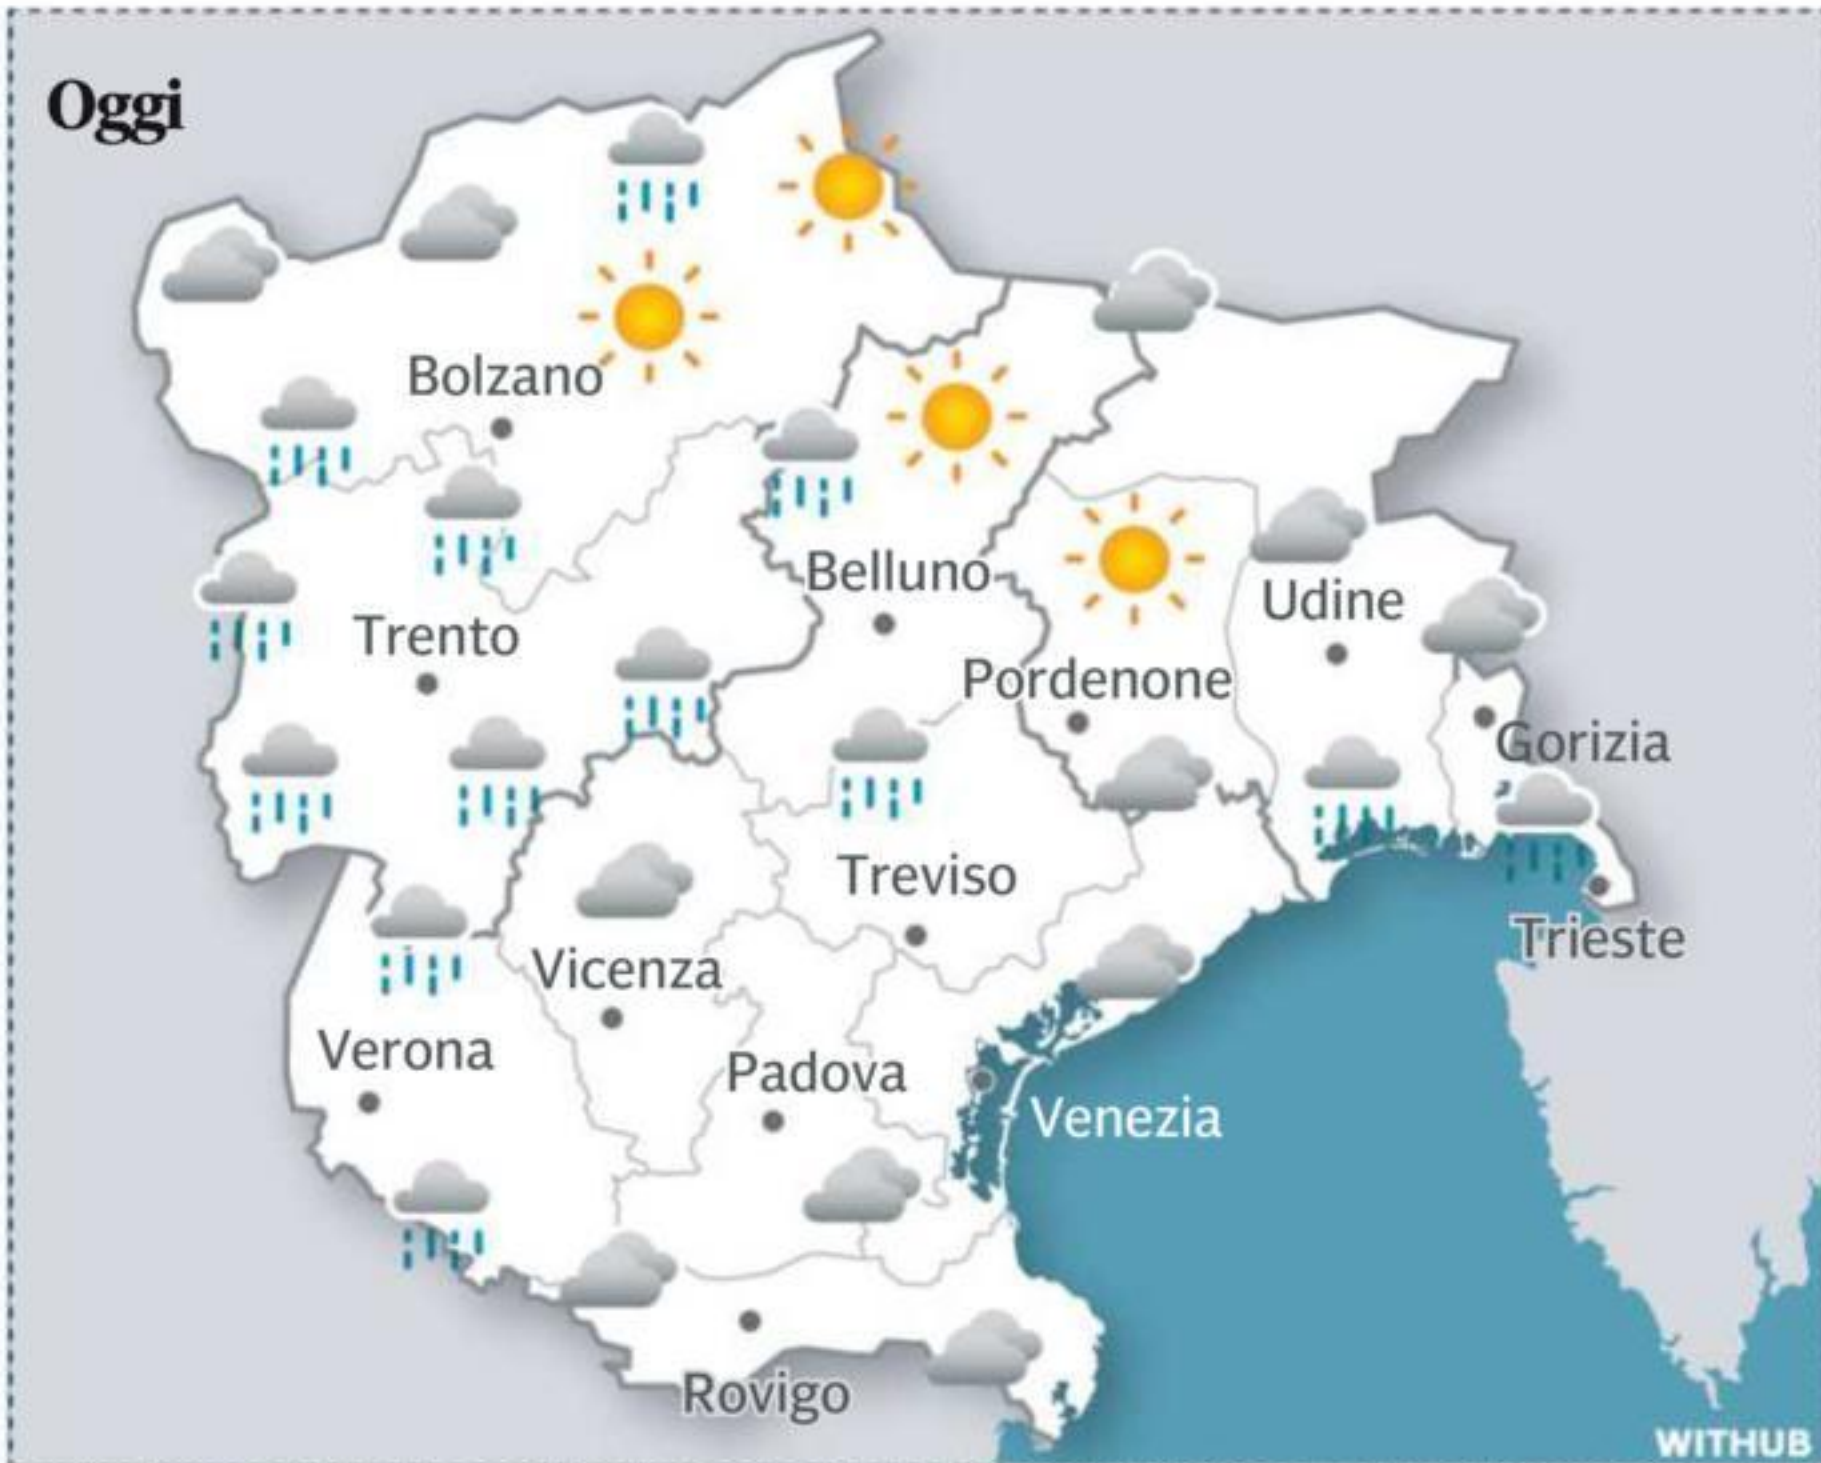 Oggi
Bolzano
Belluno
Udine
Trento
Pordenone
Gorizia
Treviso
Trieste
Vicenza
Verona
Padova
Venezia
Rovigo
WITHUB